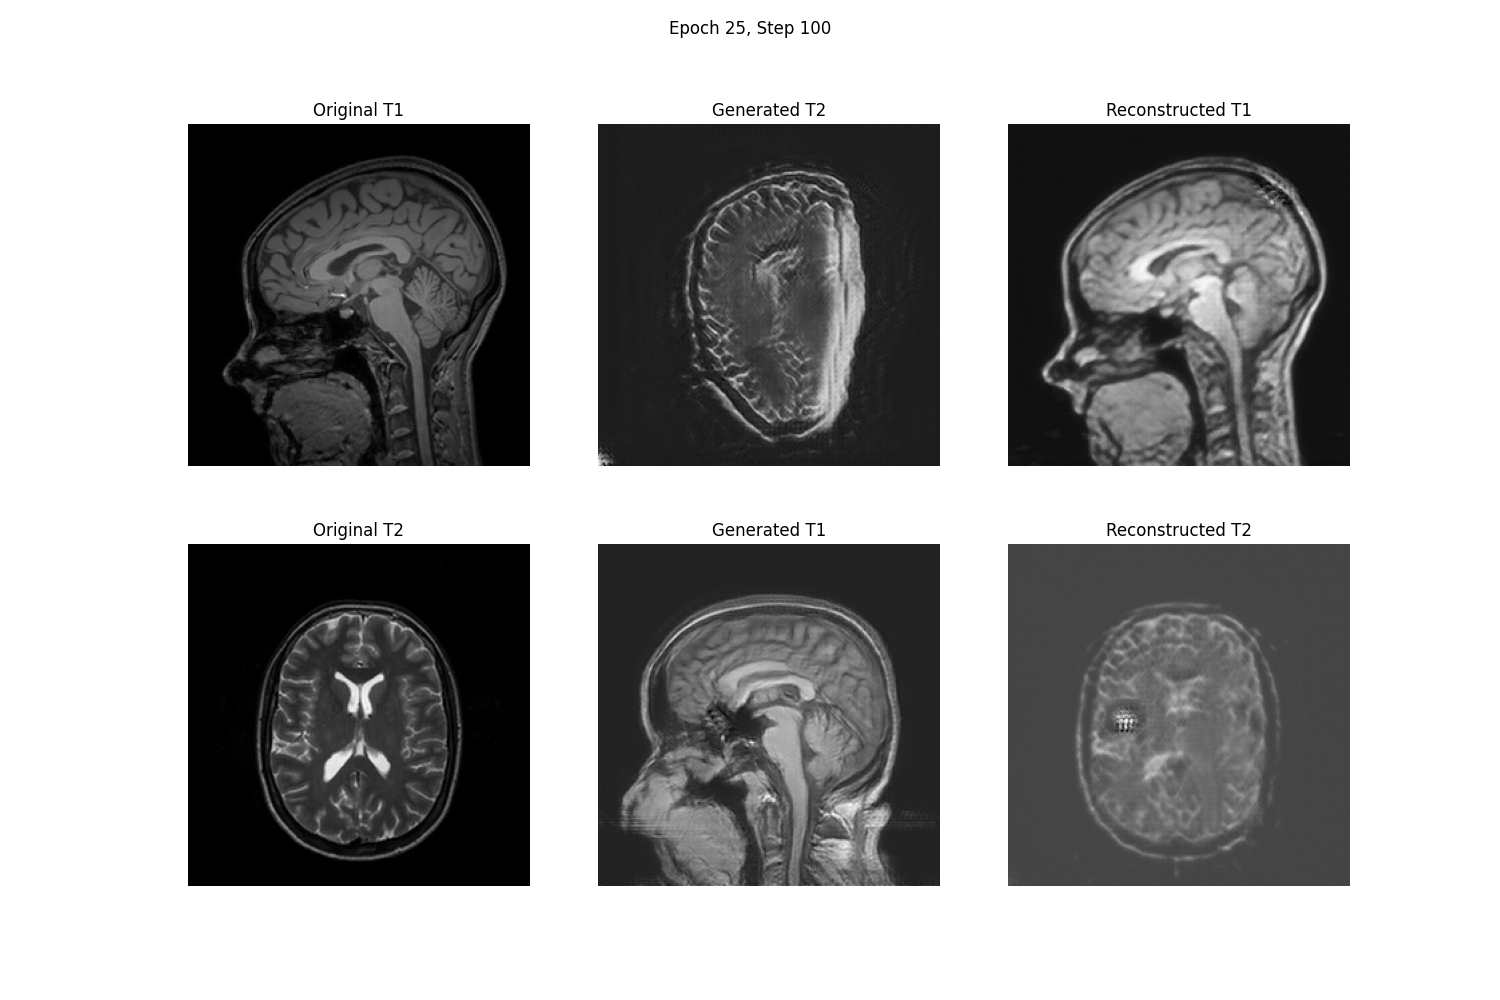 Epoch 25, Step 100
Original T1
Generated T2
Reconstructed T1
Original T2
Generated T1
Reconstructed T2